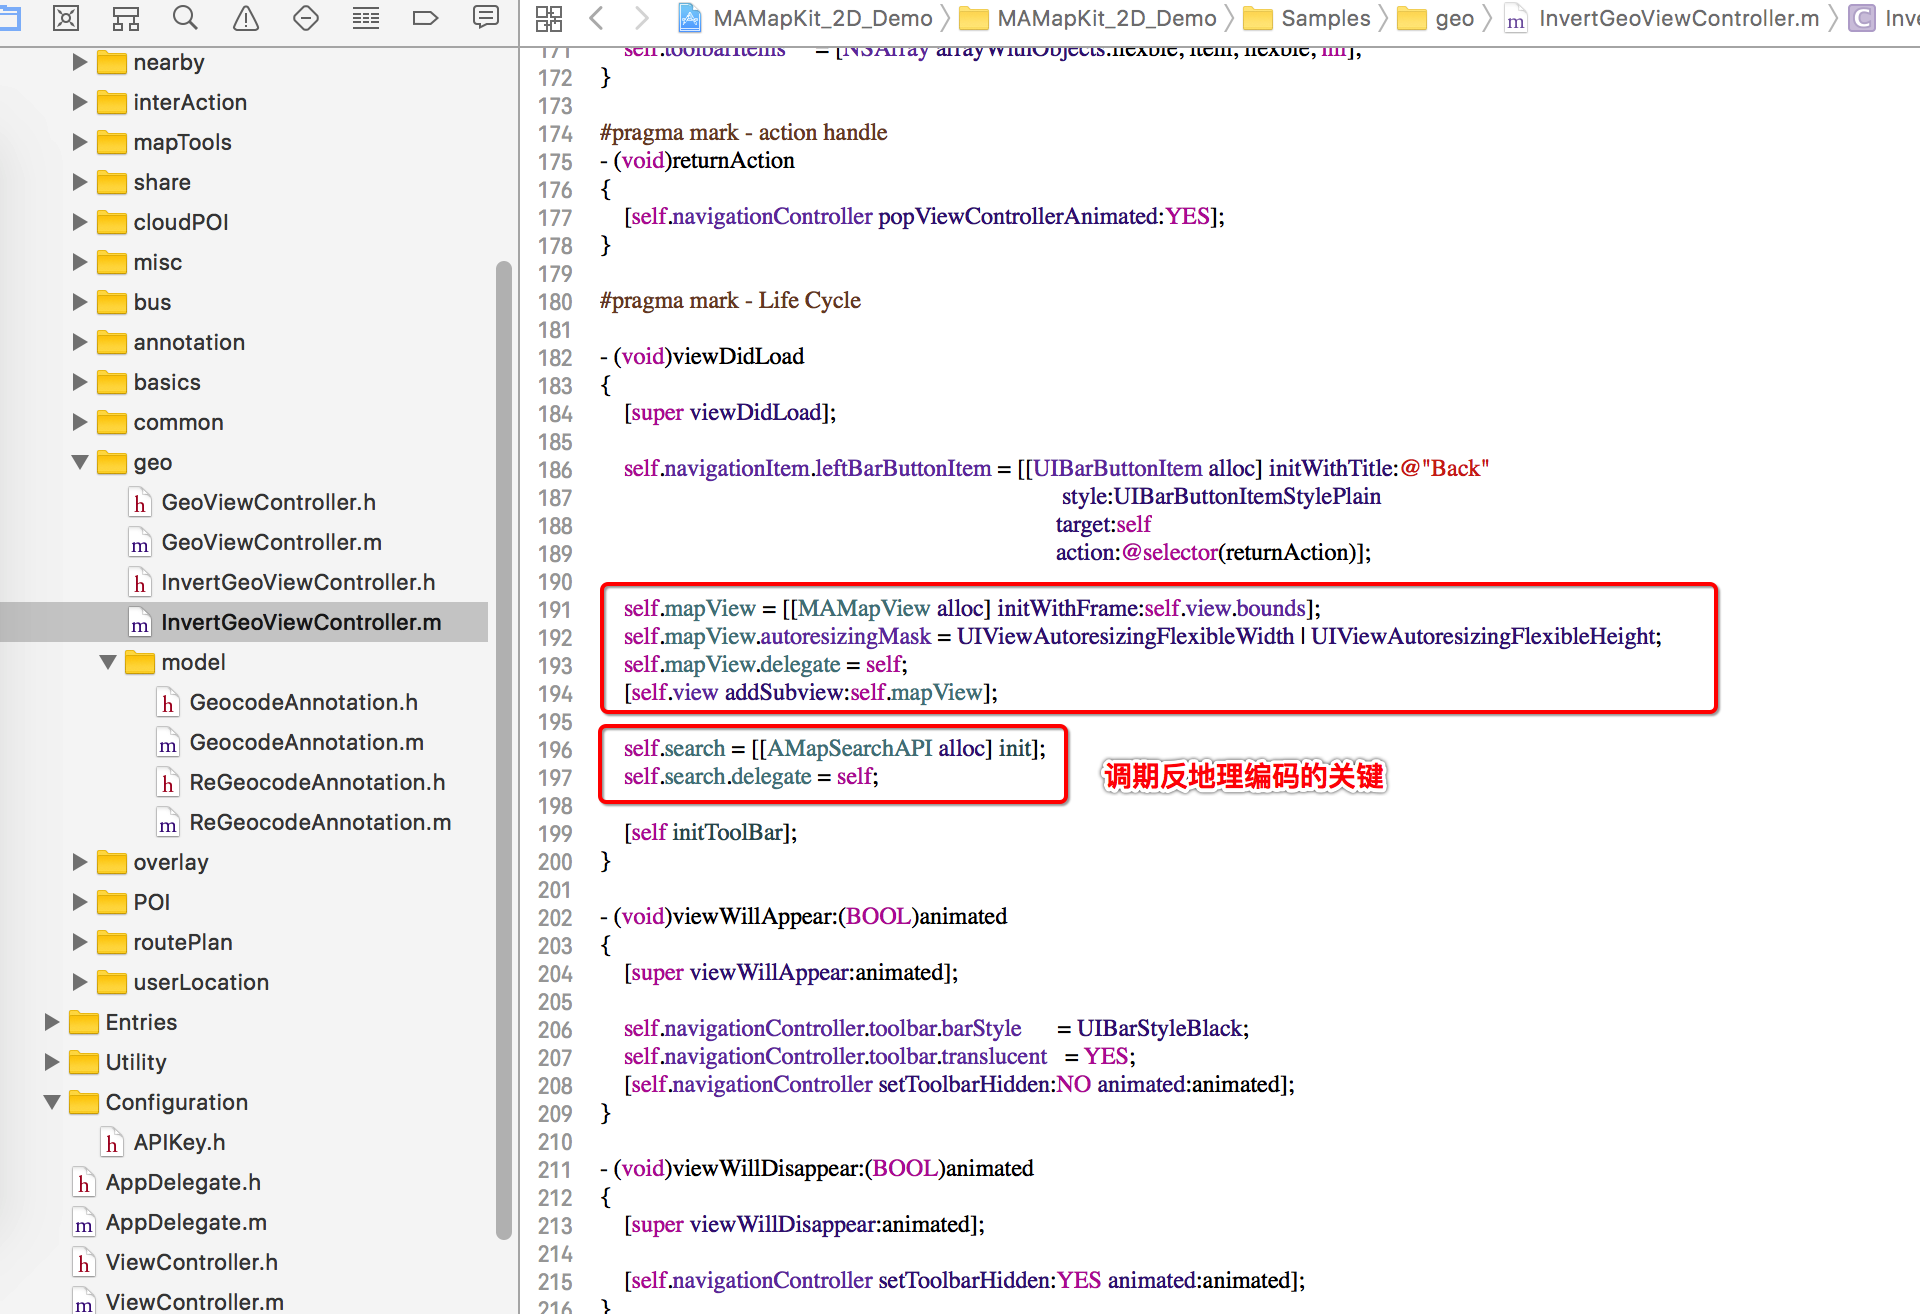 MAMapKit_2D_Demo
MAMapKit_2D_Demo
Samples
geo
m InvertGeoViewController.m
C Inve
nearby
interAction
mapTools
share
cloudPOI
misc
bus
annotation
basics
common
geo
h GeoViewController.h
m GeoViewController.m
h InvertGeoViewController.h
m InvertGeoViewController.m
model
h GeocodeAnnotation.h
m GeocodeAnnotation.m
h ReGeocodeAnnotation.h
m ReGeocodeAnnotation.m
overlay
POI
routePlan
userLocation
Entries
Utility
Configuration
h APIKey.h
h AppDelegate.h
m AppDelegate.m
h ViewController.h
m ViewController.m
171 self.toolbarItems = [NSArray arrayWithObjects:flexble, item, flexble, nil];
172 }
173
174 #pragma mark - action handle
175 - (void)returnAction
176 {
177 [self.navigationController popViewControllerAnimated:YES];
178 }
179
180 #pragma mark - Life Cycle
181
182 - (void)viewDidLoad
183 {
184 [super viewDidLoad];
185
186 self.navigationItem.leftBarButtonItem = [[UIBarButtonItem alloc] initWithTitle:@"Back"
187 style:UIBarButtonItemStylePlain
188 target:self
189 action:@selector(returnAction)];
190
191 self.mapView = [[MAMapView alloc] initWithFrame:self.view.bounds];
192 self.mapView.autoresizingMask = UIViewAutoresizingFlexibleWidth | UIViewAutoresizingFlexibleHeight;
193 self.mapView.delegate = self;
194 [self.view addSubview:self.mapView];
195
196 self.search = [[AMapSearchAPI alloc] init];
197 self.search.delegate = self;
调期反地理编码的关键
198
199 [self initToolBar];
200 }
201
202 - (void)viewWillAppear:(BOOL)animated
203 {
204 [super viewWillAppear:animated];
205
206 self.navigationController.toolbar.barStyle = UIBarStyleBlack;
207 self.navigationController.toolbar.translucent = YES;
208 [self.navigationController setToolbarHidden:NO animated:animated];
209 }
210
211 - (void)viewWillDisappear:(BOOL)animated
212 {
213 [super viewWillDisappear:animated];
214
215 [self.navigationController setToolbarHidden:YES animated:animated];
216 }